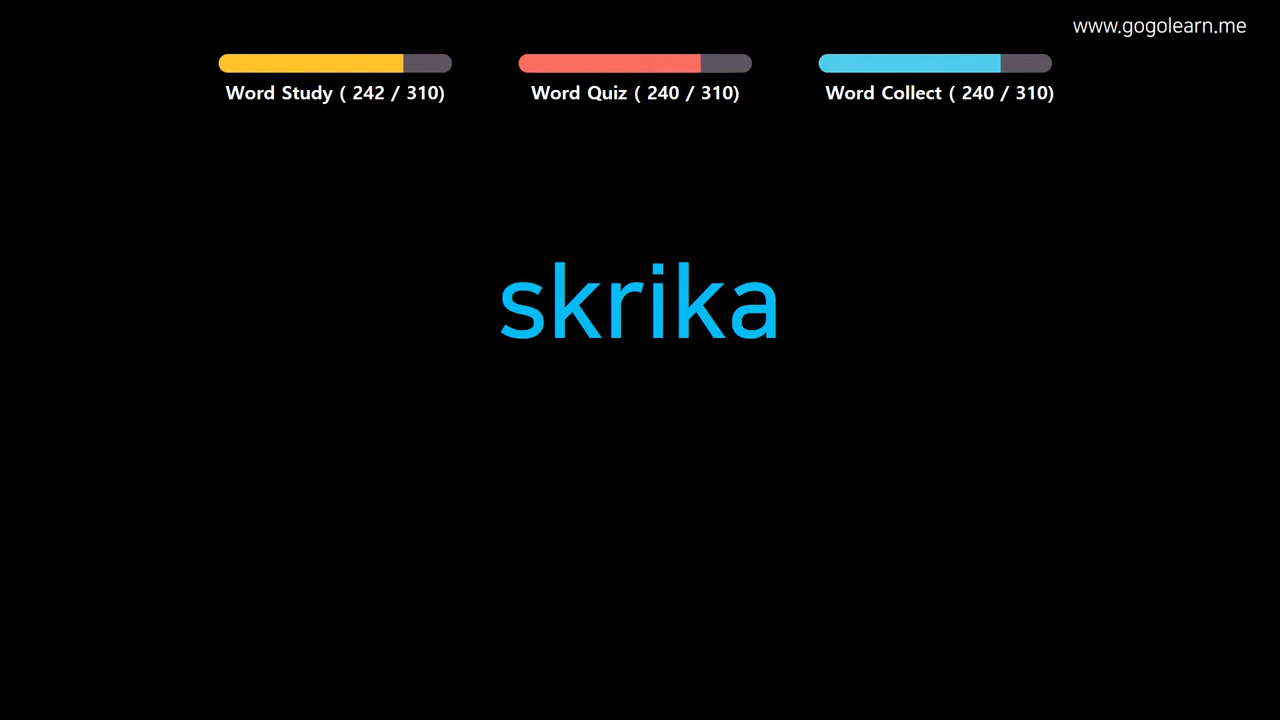 www.gogolearn.me
Word Study ( 242 / 310)
Word Quiz ( 240 / 310)
Word Collect ( 240 / 310)
skrika